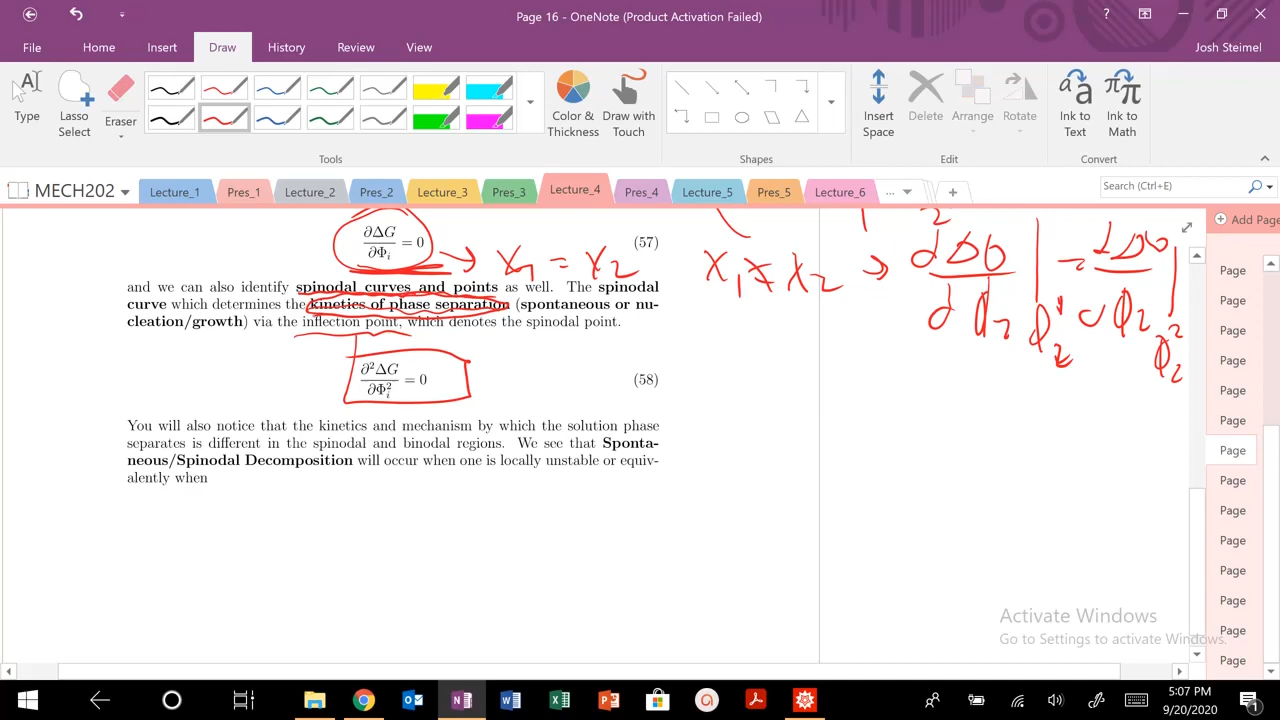 Page 16 - OneNote (Product Activation Failed)
?
File Home Insert Draw History Review View Josh Steimel
Type Lasso Select Eraser Color & Thickness Draw with Touch Insert Space Delete Arrange Rotate Ink to Text Ink to Math
Tools Shapes Edit Convert
MECH202 Lecture_1 Pres_1 Lecture_2 Pres_2 Lecture_3 Pres_3 Lecture_4 Pres_4 Lecture_5 Pres_5 Lecture_6 ... Search (Ctrl+E)
Add Page
∂ΔG/∂Φᵢ = 0 (57)
→ x₁ = x₂
x₁ ≠ x₂ ⇒
and we can also identify spinodal curves and points as well. The spinodal
curve which determines the kinetics of phase separation (spontaneous or nu-
cleation/growth) via the inflection point, which denotes the spinodal point.
∂²ΔG/∂Φᵢ² = 0 (58)
You will also notice that the kinetics and mechanism by which the solution phase
separates is different in the spinodal and binodal regions. We see that Sponta-
neous/Spinodal Decomposition will occur when one is locally unstable or equiv-
alently when
Page
Page
Page
Page
Page
Page
Page
Page
Page
Page
Page
Page
Page
Page
Activate Windows
Go to Settings to activate Windows.
5:07 PM
9/20/2020
1